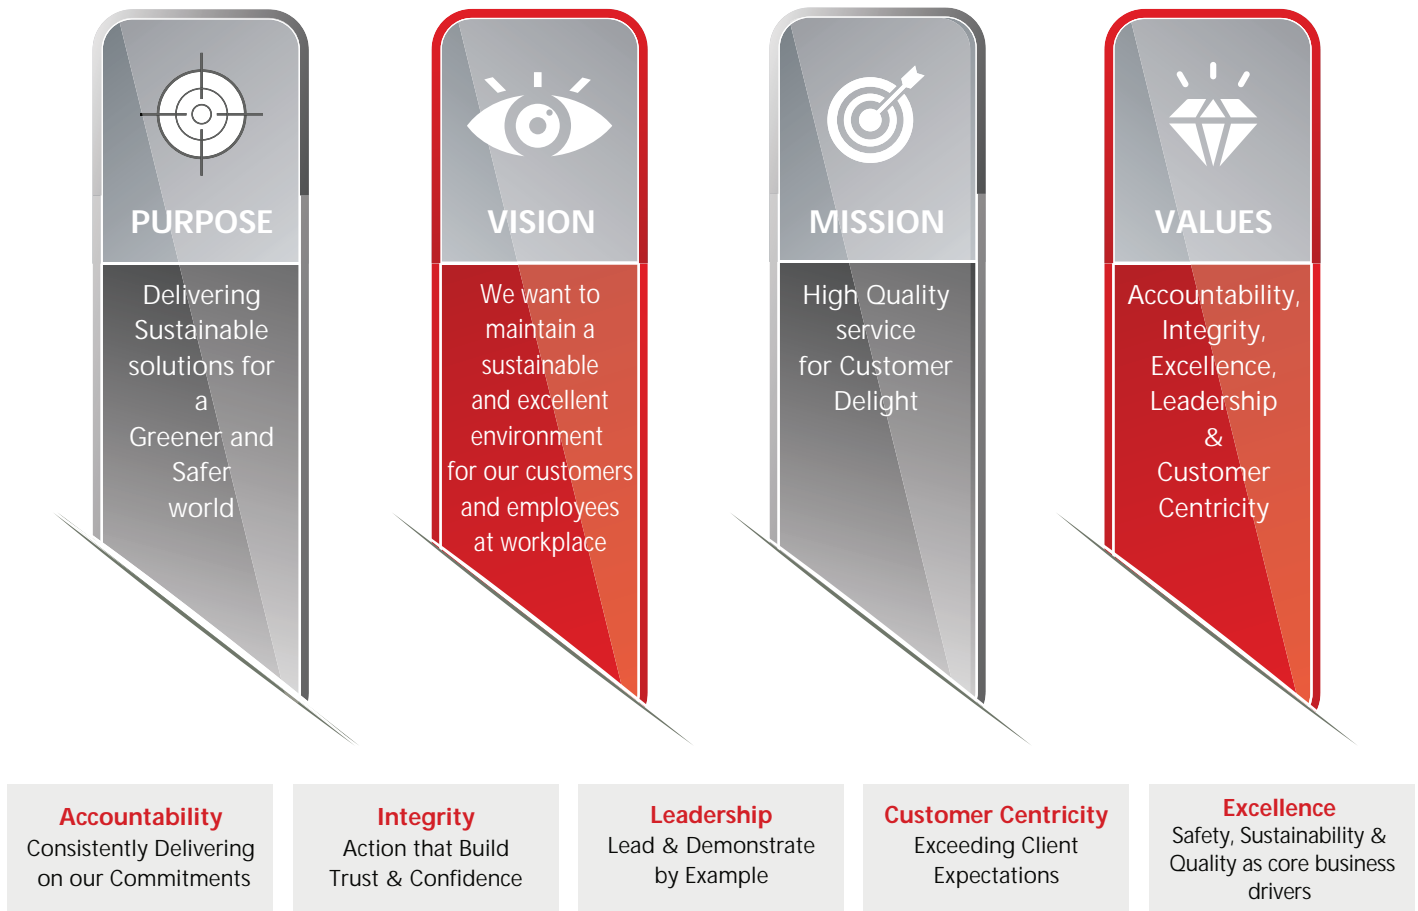 PURPOSE
Delivering
Sustainable
solutions for
a
Greener and
Safer
world
VISION
We want to
maintain a
sustainable
and excellent
environment
for our customers
and employees
at workplace
MISSION
High Quality
service
for Customer
Delight
VALUES
Accountability,
Integrity,
Excellence,
Leadership
&
Customer
Centricity
Accountability
Consistently Delivering
on our Commitments
Integrity
Action that Build
Trust & Confidence
Leadership
Lead & Demonstrate
by Example
Customer Centricity
Exceeding Client
Expectations
Excellence
Safety, Sustainability &
Quality as core business
drivers